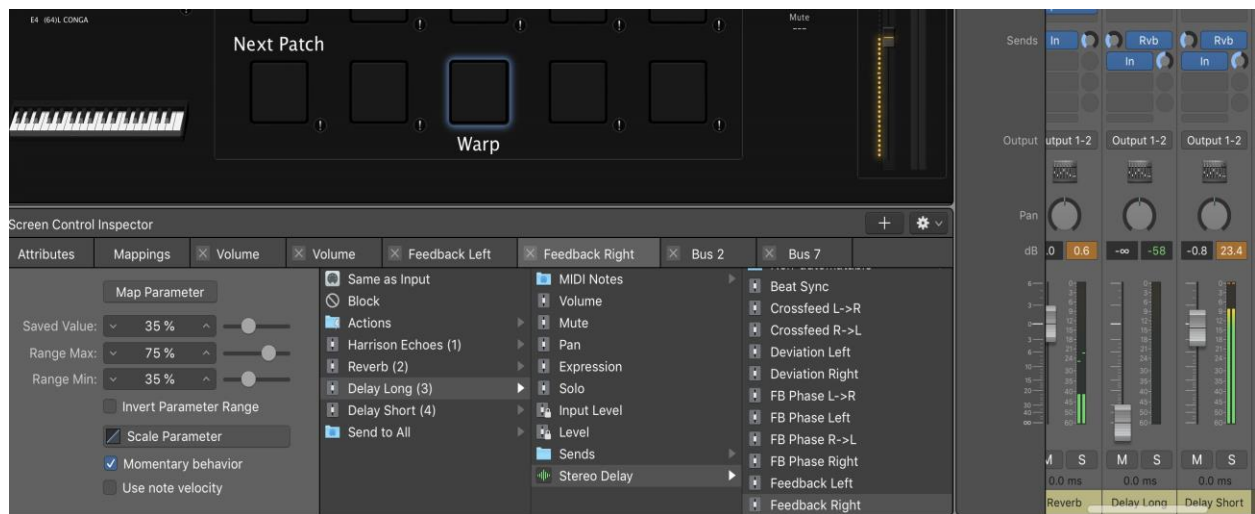 E4 (64)L CONGA
Next Patch
Warp
Mute
---
Screen Control Inspector
Attributes
Mappings
Volume
Volume
Feedback Left
Feedback Right
Bus 2
Bus 7
Map Parameter
Saved Value: 35 %
Range Max: 75 %
Range Min: 35 %
Invert Parameter Range
Scale Parameter
Momentary behavior
Use note velocity
Same as Input
Block
Actions
Harrison Echoes (1)
Reverb (2)
Delay Long (3)
Delay Short (4)
Send to All
MIDI Notes
Volume
Mute
Pan
Expression
Solo
Input Level
Level
Sends
Stereo Delay
Beat Sync
Crossfeed L->R
Crossfeed R->L
Deviation Left
Deviation Right
FB Phase L->R
FB Phase Left
FB Phase R->L
FB Phase Right
Feedback Left
Feedback Right
Sends In Rvb Rvb
In In
Output utput 1-2 Output 1-2 Output 1-2
Pan
dB .0 0.6 -∞ -58 -0.8 23.4
M S M S M S
0.0 ms 0.0 ms 0.0 ms
Reverb Delay Long Delay Short